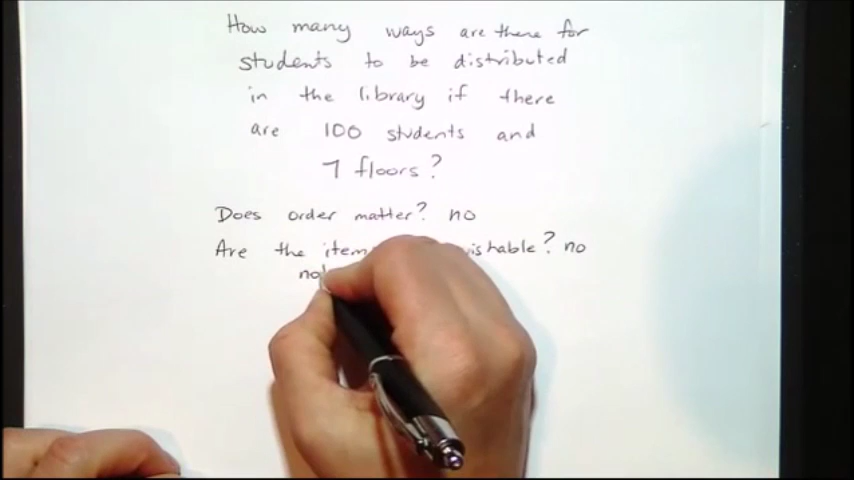 How many ways are there for
students to be distributed
in the library if there
are 100 students and
7 floors?
Does order matter? no
Are the no